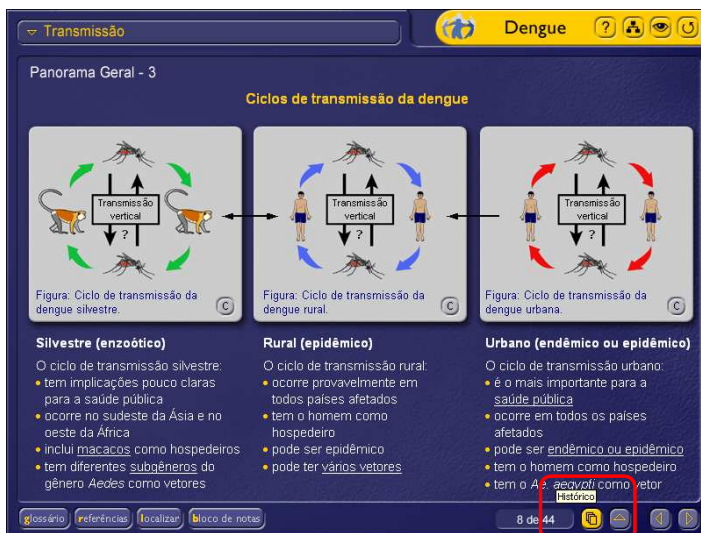 Transmissão
Dengue
?
Panorama Geral - 3
Ciclos de transmissão da dengue
Transmissão
vertical
?
Figura: Ciclo de transmissão da
dengue silvestre.
C
Transmissão
vertical
?
Figura: Ciclo de transmissão da
dengue rural.
C
Transmissão
vertical
?
Figura: Ciclo de transmissão da
dengue urbana.
C
Silvestre (enzoótico)
O ciclo de transmissão silvestre:
• tem implicações pouco claras
para a saúde pública
• ocorre no sudeste da Ásia e no
oeste da África
• inclui macacos como hospedeiros
• tem diferentes subgêneros do
gênero Aedes como vetores
Rural (epidêmico)
O ciclo de transmissão rural:
• ocorre provavelmente em
todos países afetados
• tem o homem como
hospedeiro
• pode ser epidêmico
• pode ter vários vetores
Urbano (endêmico ou epidêmico)
O ciclo de transmissão urbano:
• é o mais importante para a
saúde pública
• ocorre em todos os países
afetados
• pode ser endêmico ou epidêmico
• tem o homem como hospedeiro
• tem o Ae. aegypti como vetor
Histórico
glossário
referências
localizar
bloco de notas
8 de 44